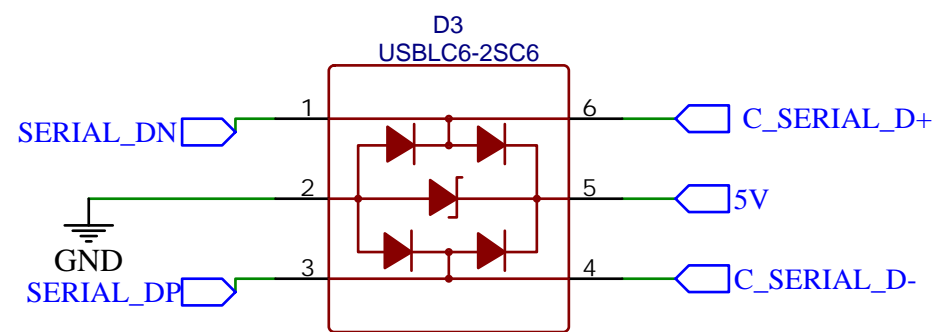 D3
USBLC6-2SC6
1
6
SERIAL_DN
C_SERIAL_D+
2
5
5V
GND
3
4
SERIAL_DP
C_SERIAL_D-